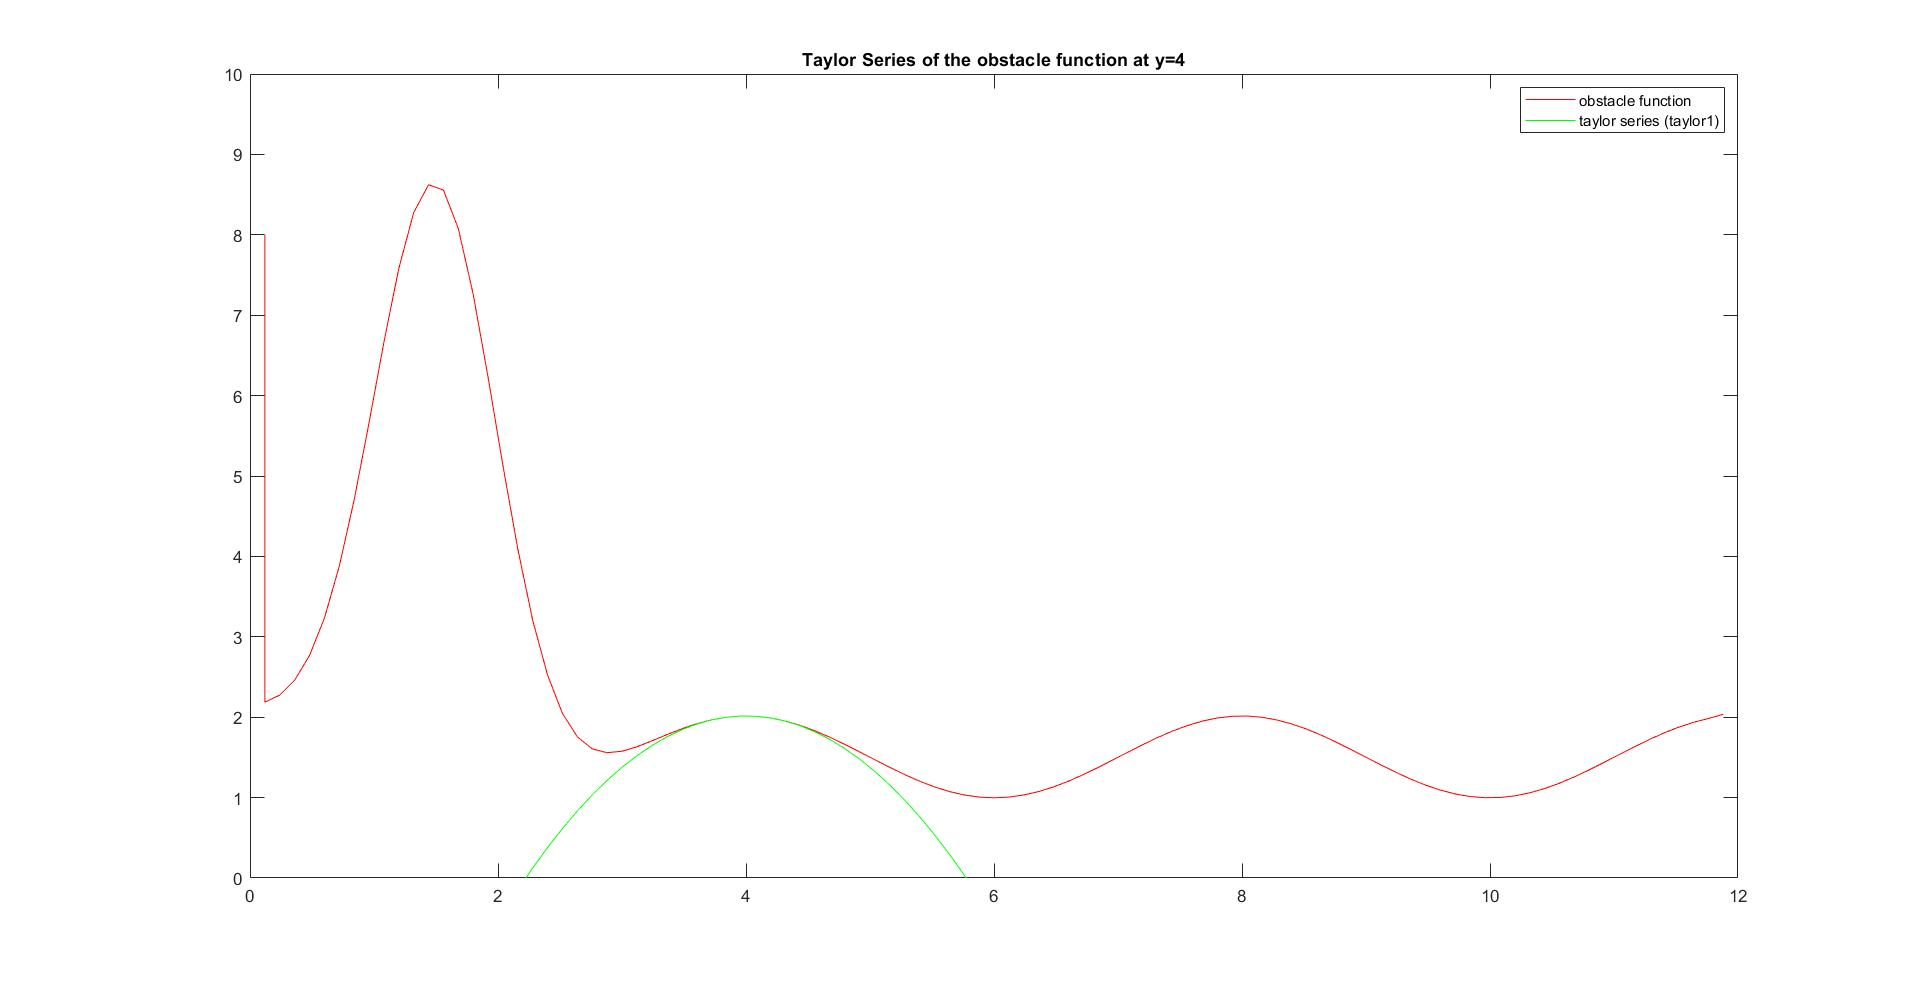 Taylor Series of the obstacle function at y=4
obstacle function
taylor series (taylor1)
10
9
8
7
6
5
4
3
2
1
0
0 2 4 6 8 10 12